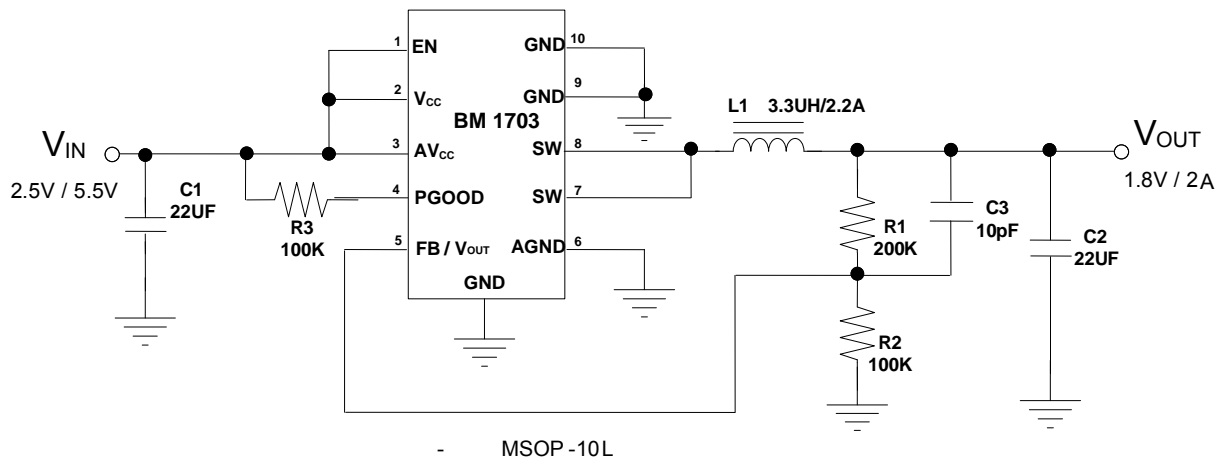 1 EN
2 VCC
3 AVCC
4 PGOOD
5 FB / VOUT
GND
BM 1703
GND 10
GND 9
SW 8
SW 7
AGND 6
VIN
2.5V / 5.5V
C1
22UF
R3
100K
L1 3.3UH/2.2A
R1
200K
R2
100K
C3
10pF
C2
22UF
VOUT
1.8V / 2A
- MSOP-10L